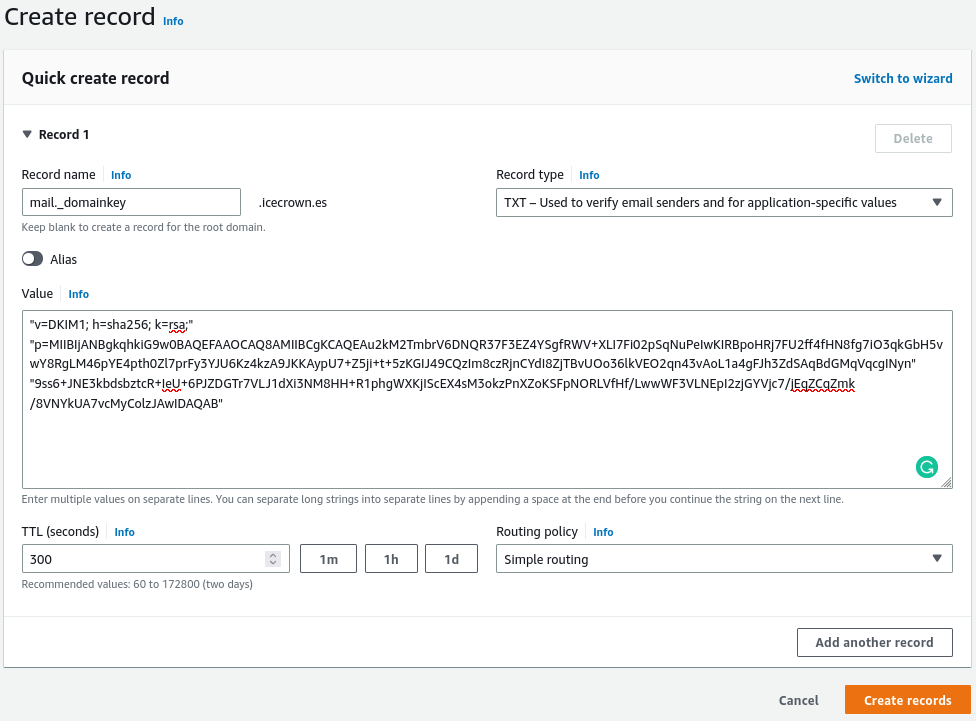 Create record Info
Quick create record
Switch to wizard
Record 1
Delete
Record name Info
Record type Info
mail._domainkey .icecrown.es
TXT – Used to verify email senders and for application-specific values
Keep blank to create a record for the root domain.
Alias
Value Info
"v=DKIM1; h=sha256; k=rsa;"
"p=MIIBIjANBgkqhkiG9w0BAQEFAAOCAQ8AMIIBCgKCAQEAu2kM2TmbrV6DNQR37F3EZ4YSgfRWV+XLI7Fi02pSqNuPeIwKIRBpoHRj7FU2ff4fHN8fg7iO3qkGbH5v
wY8RgLM46pYE4pth0Zl7prFy3YJU6Kz4kzA9JKKAypU7+Z5ji+t+5zKGIJ49CQzIm8czRjnCYdI8ZjTBvUOo36lkVEO2qn43vAoL1a4gFJh3ZdSAqBdGMqVqcgINyn"
"9ss6+JNE3kbdsbztcR+IeU+6PJZDGTr7VLJ1dXi3NM8HH+R1phgWXKjIScEX4sM3okzPnXZoKSFpNORLVfHf/LwwWF3VLNEpI2zjGYVjc7/jEqZCqZmk
/8VNYkUA7vcMyColzJAwIDAQAB"
Enter multiple values on separate lines. You can separate long strings into separate lines by appending a space at the end before you continue the string on the next line.
TTL (seconds) Info
Routing policy Info
300
1m
1h
1d
Simple routing
Recommended values: 60 to 172800 (two days)
Add another record
Cancel
Create records